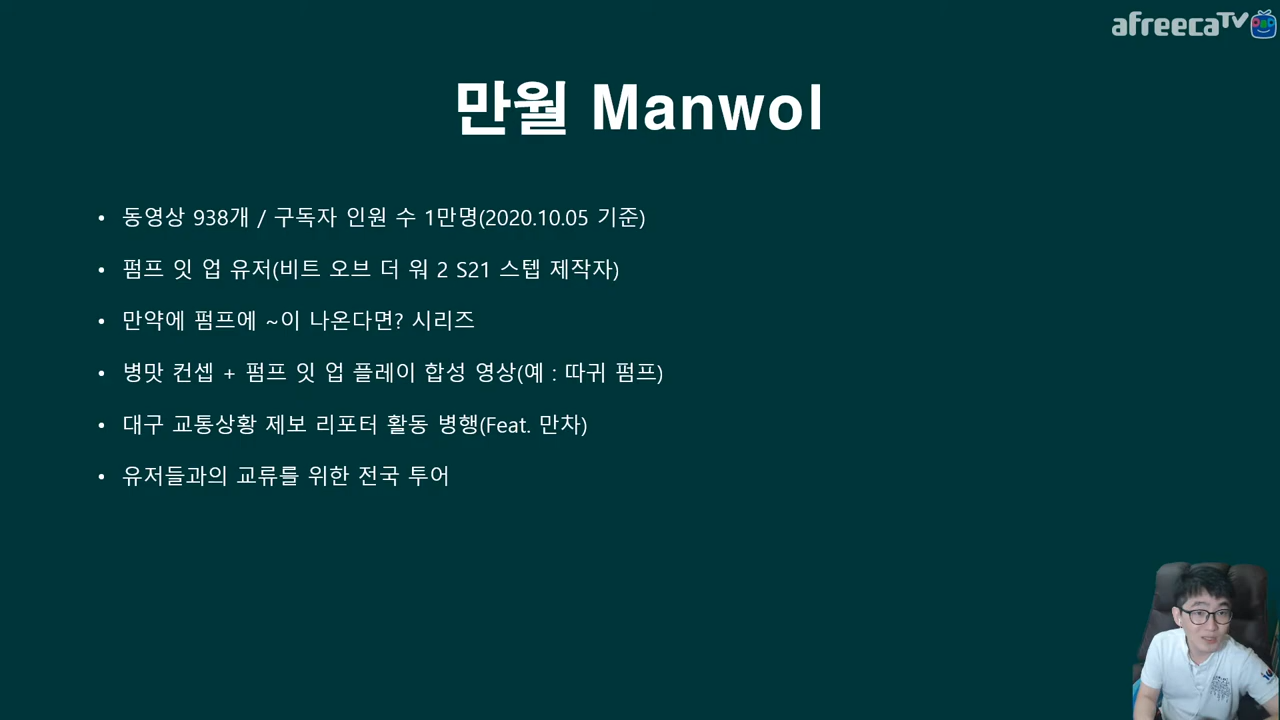 afreecaTV
만월 Manwol
• 동영상 938개 / 구독자 인원 수 1만명(2020.10.05 기준)
• 펌프 잇 업 유저(비트 오브 더 워 2 S21 스텝 제작자)
• 만약에 펌프에 ~이 나온다면? 시리즈
• 병맛 컨셉 + 펌프 잇 업 플레이 합성 영상(예 : 따귀 펌프)
• 대구 교통상황 제보 리포터 활동 병행(Feat. 만차)
• 유저들과의 교류를 위한 전국 투어